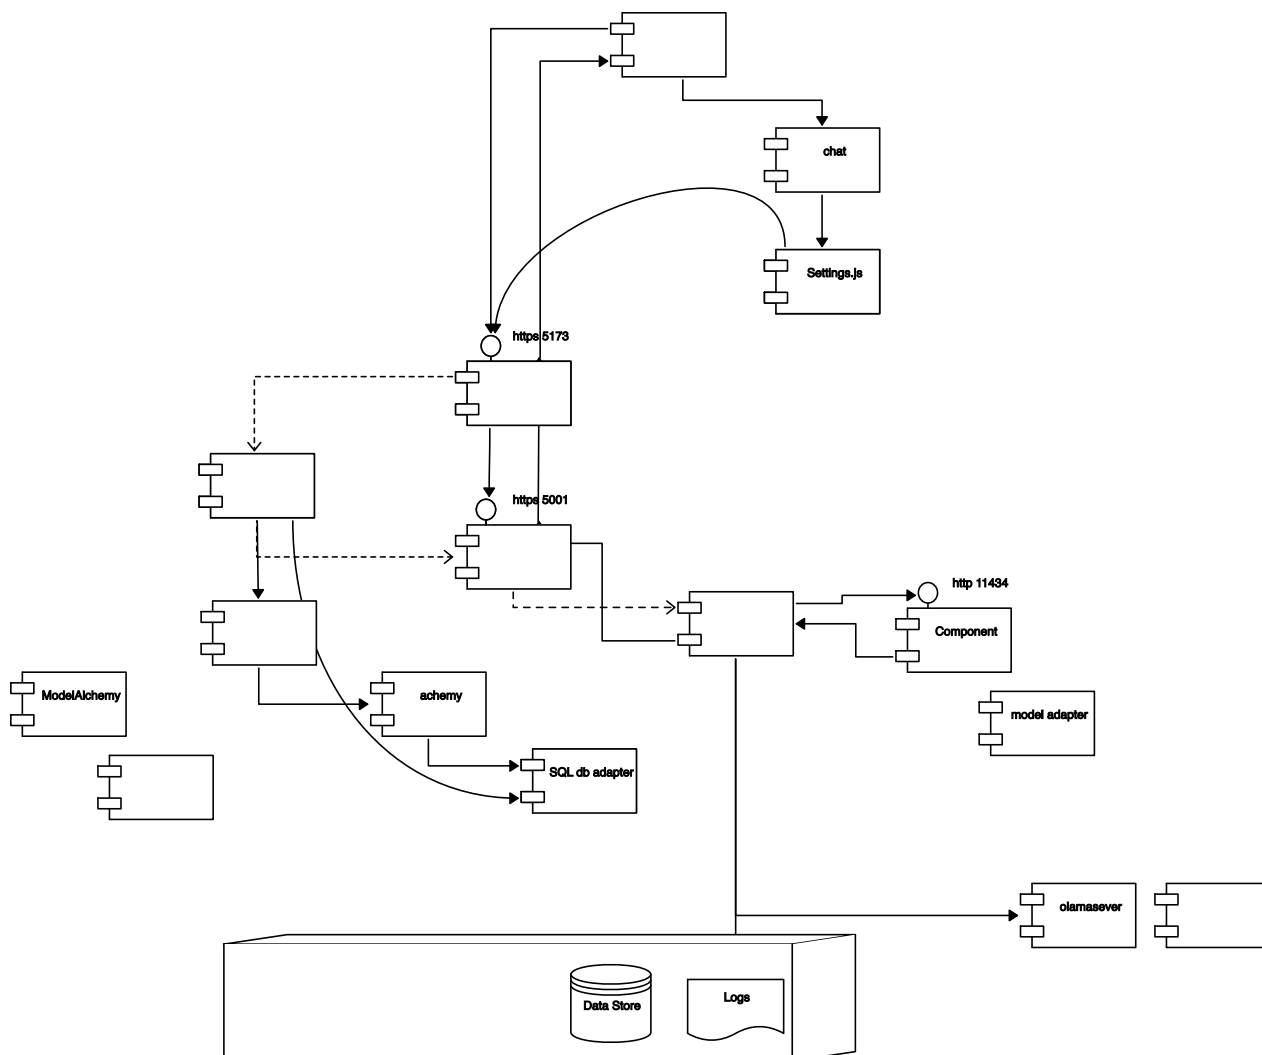 chat
Settings.js
https 5173
https 5001
http 11434
Component
ModelAlchemy
achemy
model adapter
SQL db adapter
olamasever
Data Store
Logs